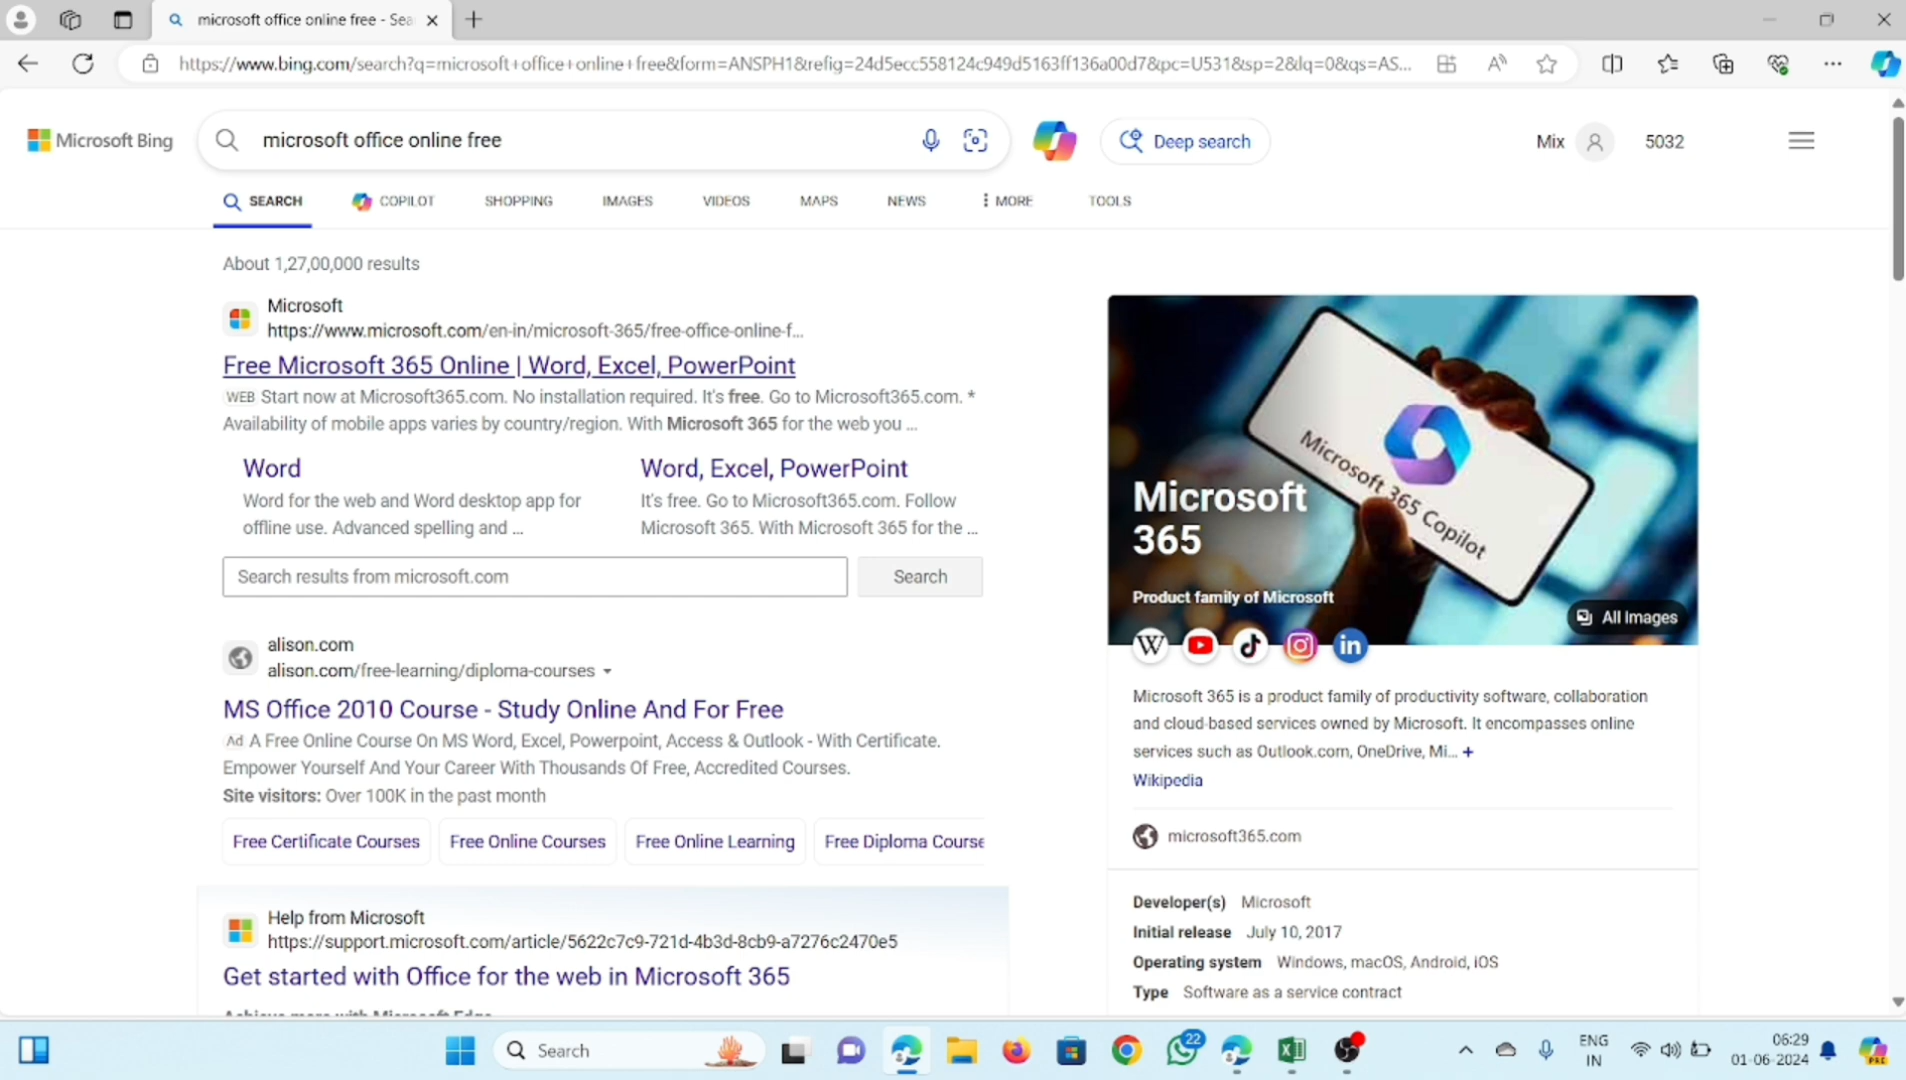 microsoft office online free - Sea
https://www.bing.com/search?q=microsoft+office+online+free&form=ANSPH1&refig=24d5ecc558124c949d5163ff136a00d7&pc=U531&sp=2&lq=0&qs=AS...
Microsoft Bing
microsoft office online free
Deep search
Mix
5032
SEARCH
COPILOT
SHOPPING
IMAGES
VIDEOS
MAPS
NEWS
MORE
TOOLS
About 1,27,00,000 results
Microsoft
https://www.microsoft.com/en-in/microsoft-365/free-office-online-f...
Free Microsoft 365 Online | Word, Excel, PowerPoint
WEB Start now at Microsoft365.com. No installation required. It's free. Go to Microsoft365.com. *
Availability of mobile apps varies by country/region. With Microsoft 365 for the web you ...
Word
Word for the web and Word desktop app for
offline use. Advanced spelling and ...
Word, Excel, PowerPoint
It's free. Go to Microsoft365.com. Follow
Microsoft 365. With Microsoft 365 for the ...
Search results from microsoft.com
Search
alison.com
alison.com/free-learning/diploma-courses
MS Office 2010 Course - Study Online And For Free
Ad A Free Online Course On MS Word, Excel, Powerpoint, Access & Outlook - With Certificate.
Empower Yourself And Your Career With Thousands Of Free, Accredited Courses.
Site visitors: Over 100K in the past month
Free Certificate Courses
Free Online Courses
Free Online Learning
Free Diploma Course
Help from Microsoft
https://support.microsoft.com/article/5622c7c9-721d-4b3d-8cb9-a7276c2470e5
Get started with Office for the web in Microsoft 365
Achieve more with Microsoft Edge
Microsoft 365 Copilot
Microsoft
365
Product family of Microsoft
All Images
W
in
Microsoft 365 is a product family of productivity software, collaboration
and cloud-based services owned by Microsoft. It encompasses online
services such as Outlook.com, OneDrive, Mi... +
Wikipedia
microsoft365.com
Developer(s) Microsoft
Initial release July 10, 2017
Operating system Windows, macOS, Android, iOS
Type Software as a service contract
Search
22
ENG
IN
06:29
01-06-2024
PRE